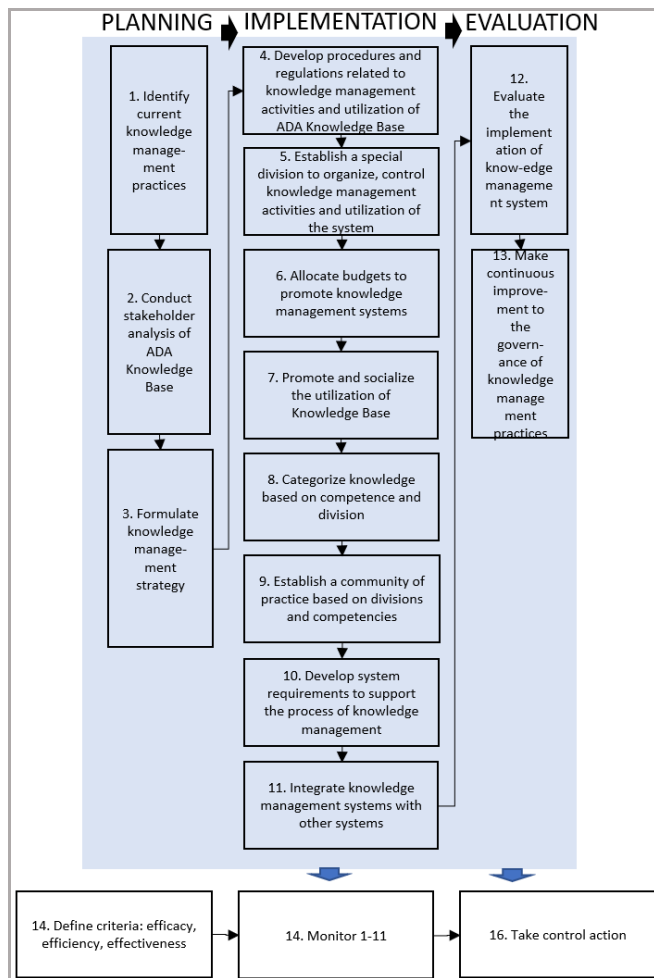 PLANNING
IMPLEMENTATION
EVALUATION
1. Identify
current
knowledge
manage-
ment
practices
2. Conduct
stakeholder
analysis of
ADA
Knowledge
Base
3. Formulate
knowledge
manage-
ment
strategy
4. Develop procedures and
regulations related to
knowledge management
activities and utilization of
ADA Knowledge Base
5. Establish a special
division to organize, control
knowledge management
activities and utilization of
the system
6. Allocate budgets to
promote knowledge
management systems
7. Promote and socialize
the utilization of
Knowledge Base
8. Categorize knowledge
based on competence and
division
9. Establish a community of
practice based on divisions
and competencies
10. Develop system
requirements to support
the process of knowledge
management
11. Integrate knowledge
management systems with
other systems
12.
Evaluate
the
implement
ation of
know-edge
manageme
nt system
13. Make
continuous
improve-
ment to
the
govern-
ance of
knowledge
manage
ment
practices
14. Define criteria: efficacy,
efficiency, effectiveness
14. Monitor 1-11
16. Take control action